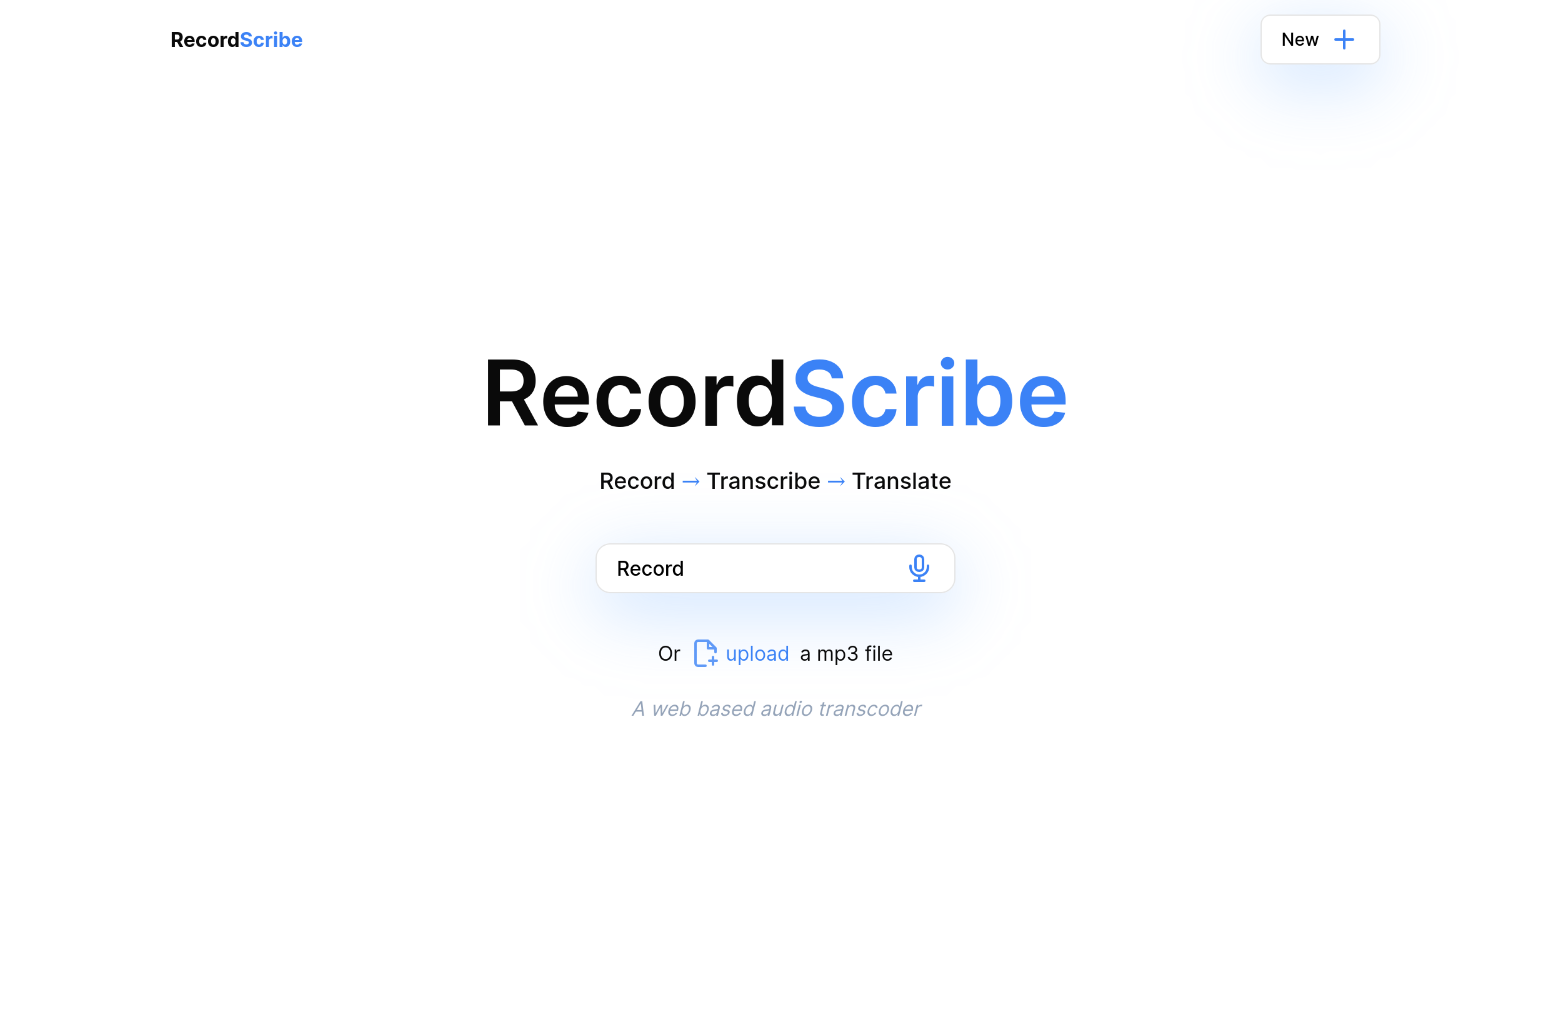 RecordScribe
New
RecordScribe
Record → Transcribe → Translate
Record
Or upload a mp3 file
A web based audio transcoder